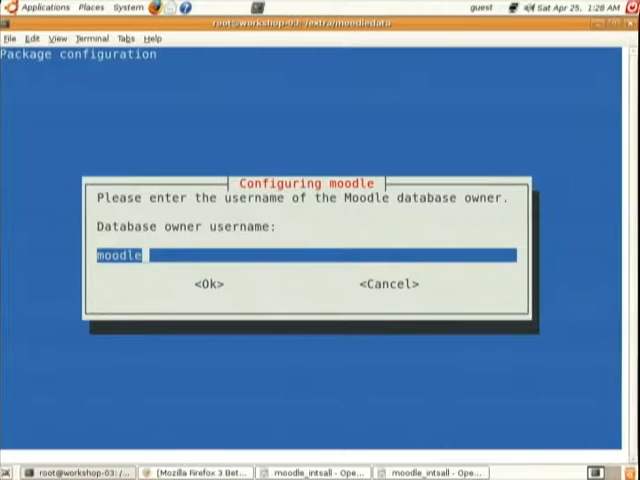 Applications Places System guest Sat Apr 25, 1:28 AM
root@workshop-03: /extra/moodledata
File Edit View Terminal Tabs Help
Package configuration
Configuring moodle
Please enter the username of the Moodle database owner.
Database owner username:
moodle
<Ok> <Cancel>
root@workshop-03: /... [Mozilla Firefox 3 Bet... moodle_intsall - Ope... moodle_intsall - Ope...